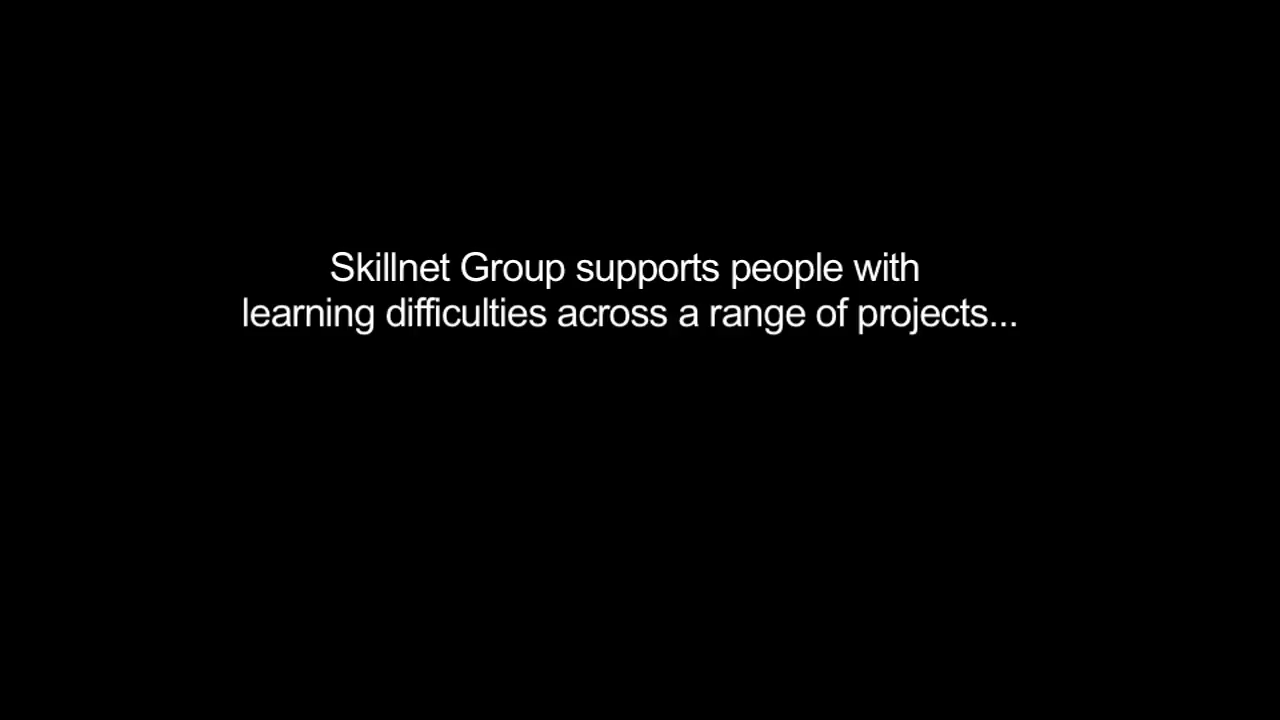 Skillnet Group supports people with
learning difficulties across a range of projects...